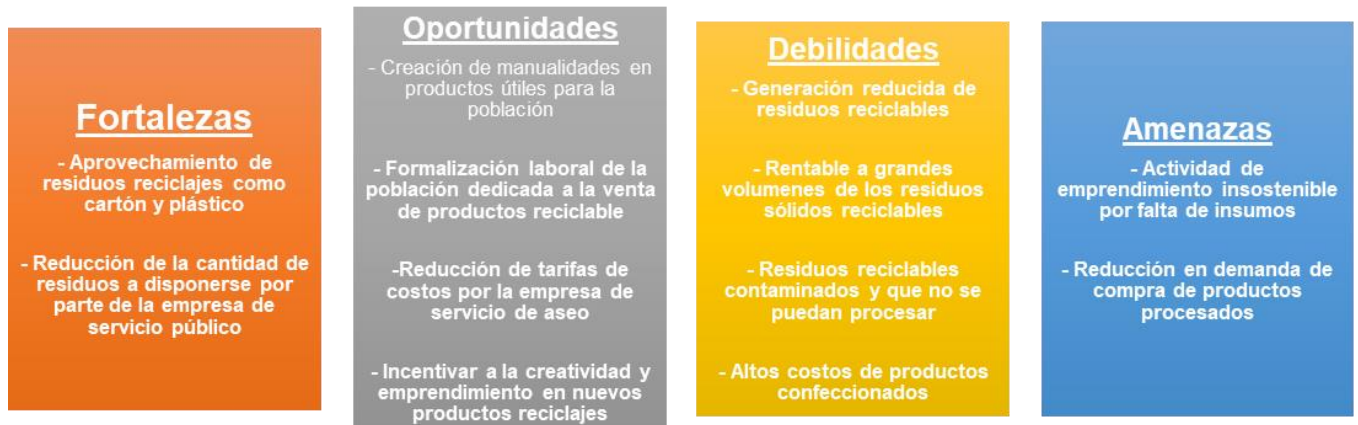 Fortalezas
- Aprovechamiento de
residuos reciclajes como
cartón y plástico
- Reducción de la cantidad de
residuos a disponerse por
parte de la empresa de
servicio público
Oportunidades
- Creación de manualidades en
productos útiles para la
población
- Formalización laboral de la
población dedicada a la venta
de productos reciclable
-Reducción de tarifas de
costos por la empresa de
servicio de aseo
- Incentivar a la creatividad y
emprendimiento en nuevos
productos reciclajes
Debilidades
- Generación reducida de
residuos reciclables
- Rentable a grandes
volumenes de los residuos
sólidos reciclables
- Residuos reciclables
contaminados y que no se
puedan procesar
- Altos costos de productos
confeccionados
Amenazas
- Actividad de
emprendimiento insostenible
por falta de insumos
- Reducción en demanda de
compra de productos
procesados